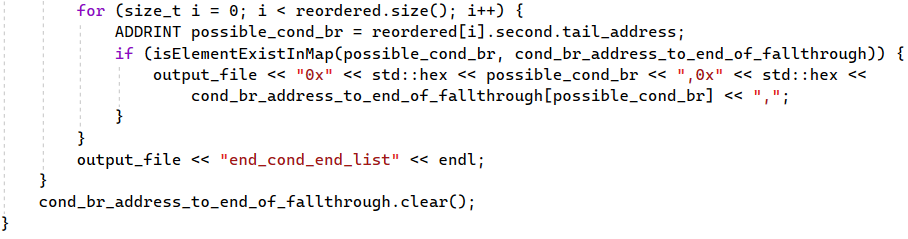 for (size_t i = 0; i < reordered.size(); i++) {
ADDRINT possible_cond_br = reordered[i].second.tail_address;
if (isElementExistInMap(possible_cond_br, cond_br_address_to_end_of_fallthrough)) {
output_file << "0x" << std::hex << possible_cond_br << ",0x" << std::hex <<
cond_br_address_to_end_of_fallthrough[possible_cond_br] << ",";
}
}
output_file << "end_cond_end_list" << endl;
}
cond_br_address_to_end_of_fallthrough.clear();
}